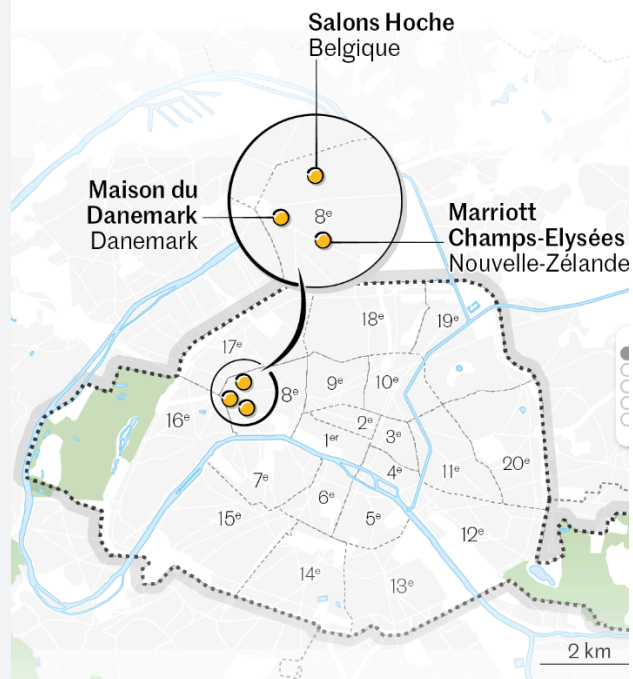 Salons Hoche
Belgique
Maison du
Danemark
Danemark
8e
Marriott
Champs-Elysées
Nouvelle-Zélande
18e
19e
17e
8e
9e
10e
16e
2e
3e
1er
4e
11e
20e
7e
6e
15e
5e
12e
14e
13e
2 km